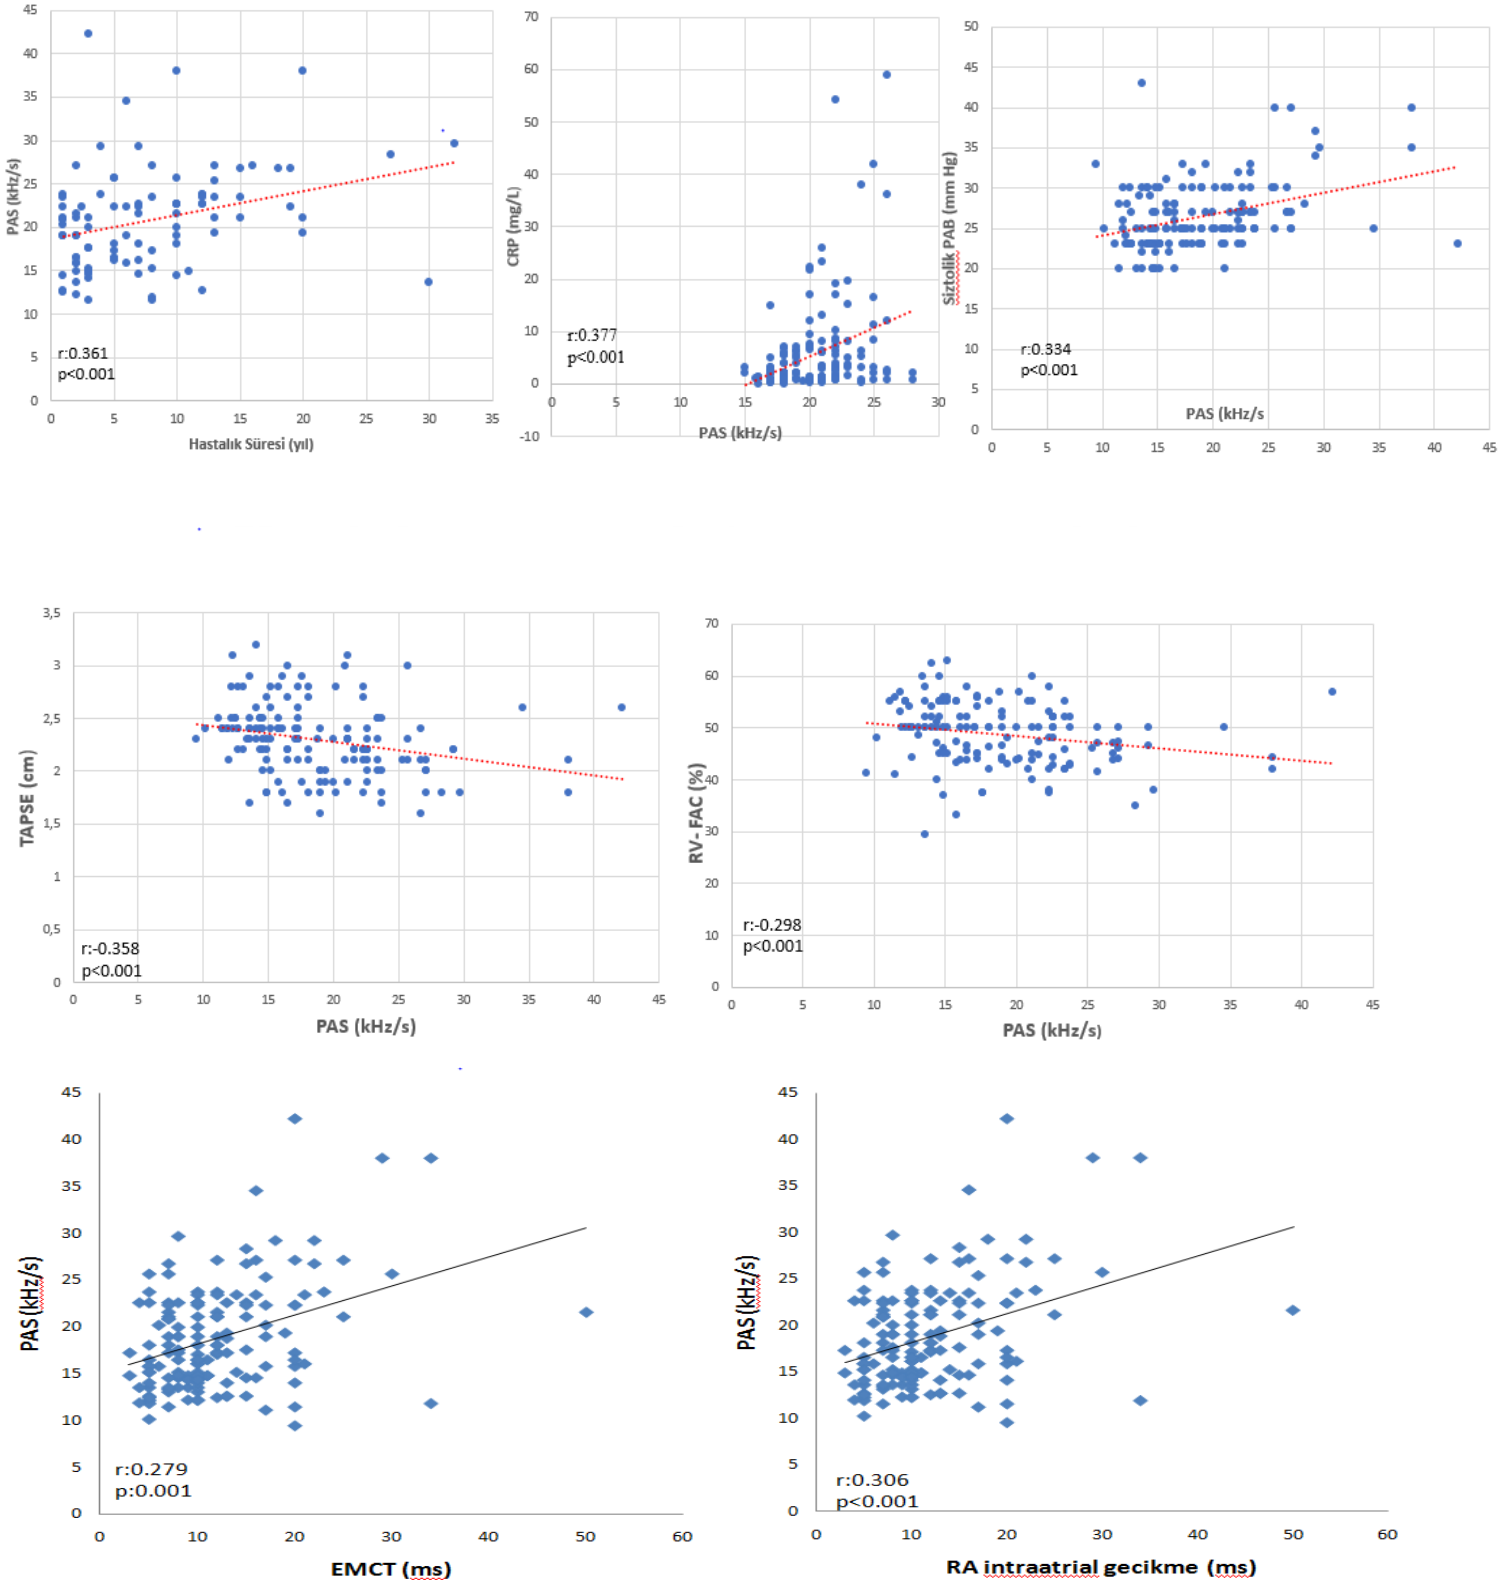 45
40
35
30
25
20
15
10
5
0
PAS (kHz/s)
r:0.361
p<0.001
0 5 10 15 20 25 30 35
Hastalık Süresi (yıl)
70
60
50
40
30
20
10
0
-10
CRP (mg/L)
r:0.377
p<0.001
0 5 10 15 20 25 30
PAS (kHz/s)
50
45
40
35
30
25
20
15
10
5
0
Siztolik PAB (mm Hg)
r:0.334
p<0.001
PAS (kHz/s
0 5 10 15 20 25 30 35 40 45
3,5
3
2,5
2
1,5
1
0,5
0
TAPSE (cm)
r:-0.358
p<0.001
0 5 10 15 20 25 30 35 40 45
PAS (kHz/s)
70
60
50
40
30
20
10
0
RV- FAC (%)
r:-0.298
p<0.001
0 5 10 15 20 25 30 35 40 45
PAS (kHz/s)
45
40
35
30
25
20
15
10
5
0
PAS(kHz/s)
r:0.279
p:0.001
0 10 20 30 40 50 60
EMCT (ms)
45
40
35
30
25
20
15
10
5
0
PAS(kHz/s)
r:0.306
p<0.001
0 10 20 30 40 50 60
RA intraatrial gecikme (ms)